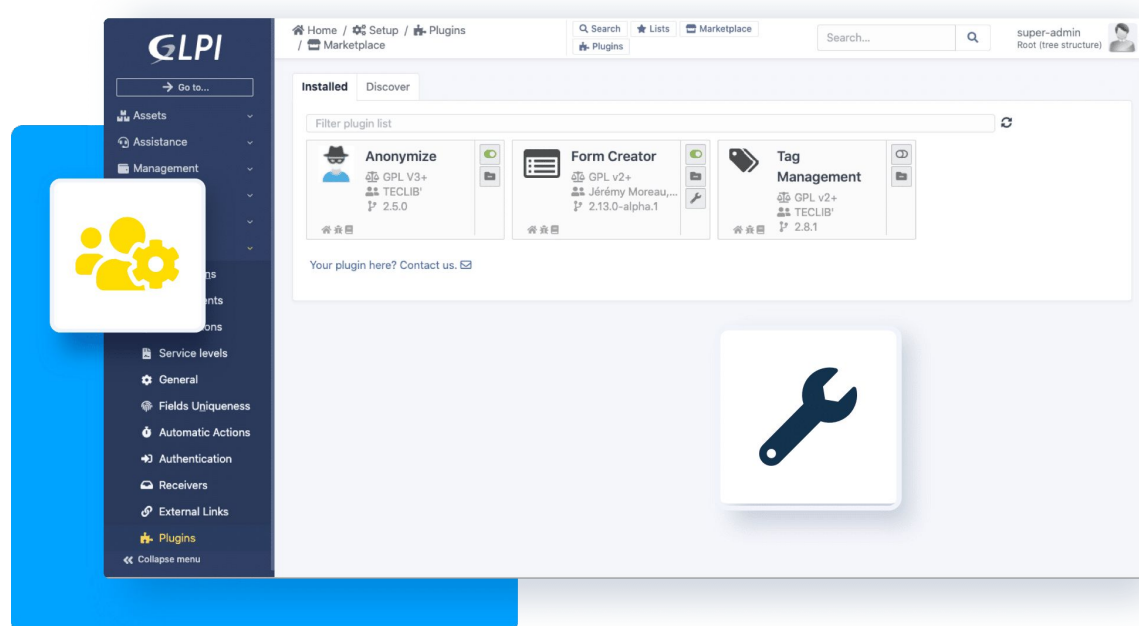 GLPI
Go to...
Assets
Assistance
Management
ns
ents
ons
Service levels
General
Fields Uniqueness
Automatic Actions
Authentication
Receivers
External Links
Plugins
Collapse menu
Home / Setup / Plugins
/ Marketplace
Search Lists Marketplace
Plugins
Search...
super-admin
Root (tree structure)
Installed Discover
Filter plugin list
Anonymize
GPL V3+
TECLIB'
2.5.0
Form Creator
GPL v2+
Jérémy Moreau,...
2.13.0-alpha.1
Tag
Management
GPL v2+
TECLIB'
2.8.1
Your plugin here? Contact us.